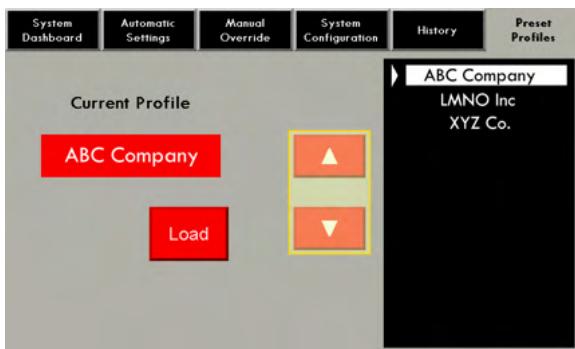 System
Dashboard
Automatic
Settings
Manual
Override
System
Configuration
History
Preset
Profiles
Current Profile
ABC Company
Load
ABC Company
LMNO Inc
XYZ Co.